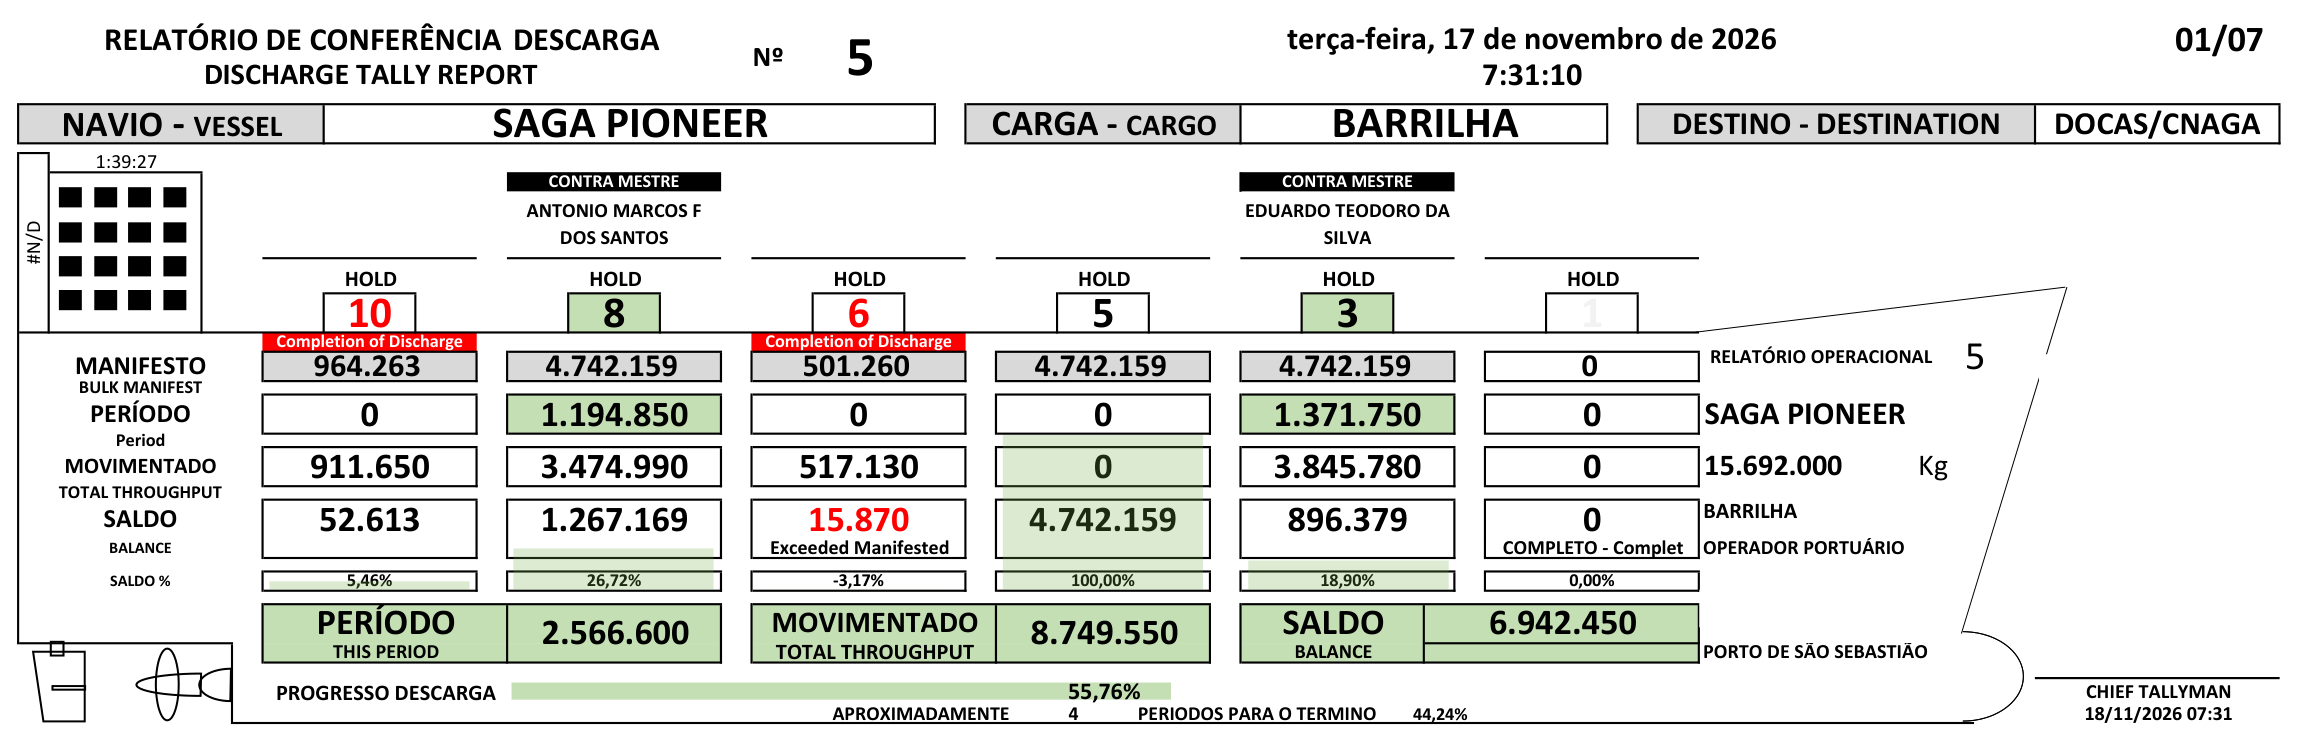 RELATÓRIO DE CONFERÊNCIA DESCARGA
DISCHARGE TALLY REPORT
Nº 5
terça-feira, 17 de novembro de 2026
7:31:10
01/07
NAVIO - VESSEL SAGA PIONEER CARGA - CARGO BARRILHA DESTINO - DESTINATION DOCAS/CNAGA
1:39:27
#N/D
CONTRA MESTRE CONTRA MESTRE
ANTONIO MARCOS F EDUARDO TEODORO DA
DOS SANTOS SILVA
HOLD HOLD HOLD HOLD HOLD HOLD
10 8 6 5 3 1
Completion of Discharge Completion of Discharge
MANIFESTO 964.263 4.742.159 501.260 4.742.159 4.742.159 0 RELATÓRIO OPERACIONAL 5
BULK MANIFEST
PERÍODO 0 1.194.850 0 0 1.371.750 0 SAGA PIONEER
Period
MOVIMENTADO 911.650 3.474.990 517.130 0 3.845.780 0 15.692.000 Kg
TOTAL THROUGHPUT
SALDO 52.613 1.267.169 15.870 4.742.159 896.379 0 BARRILHA
BALANCE Exceeded Manifested COMPLETO - Complet OPERADOR PORTUÁRIO
SALDO % 5,46% 26,72% -3,17% 100,00% 18,90% 0,00%
PERÍODO 2.566.600 MOVIMENTADO 8.749.550 SALDO 6.942.450
THIS PERIOD TOTAL THROUGHPUT BALANCE PORTO DE SÃO SEBASTIÃO
PROGRESSO DESCARGA 55,76%
APROXIMADAMENTE 4 PERIODOS PARA O TERMINO 44,24%
CHIEF TALLYMAN
18/11/2026 07:31